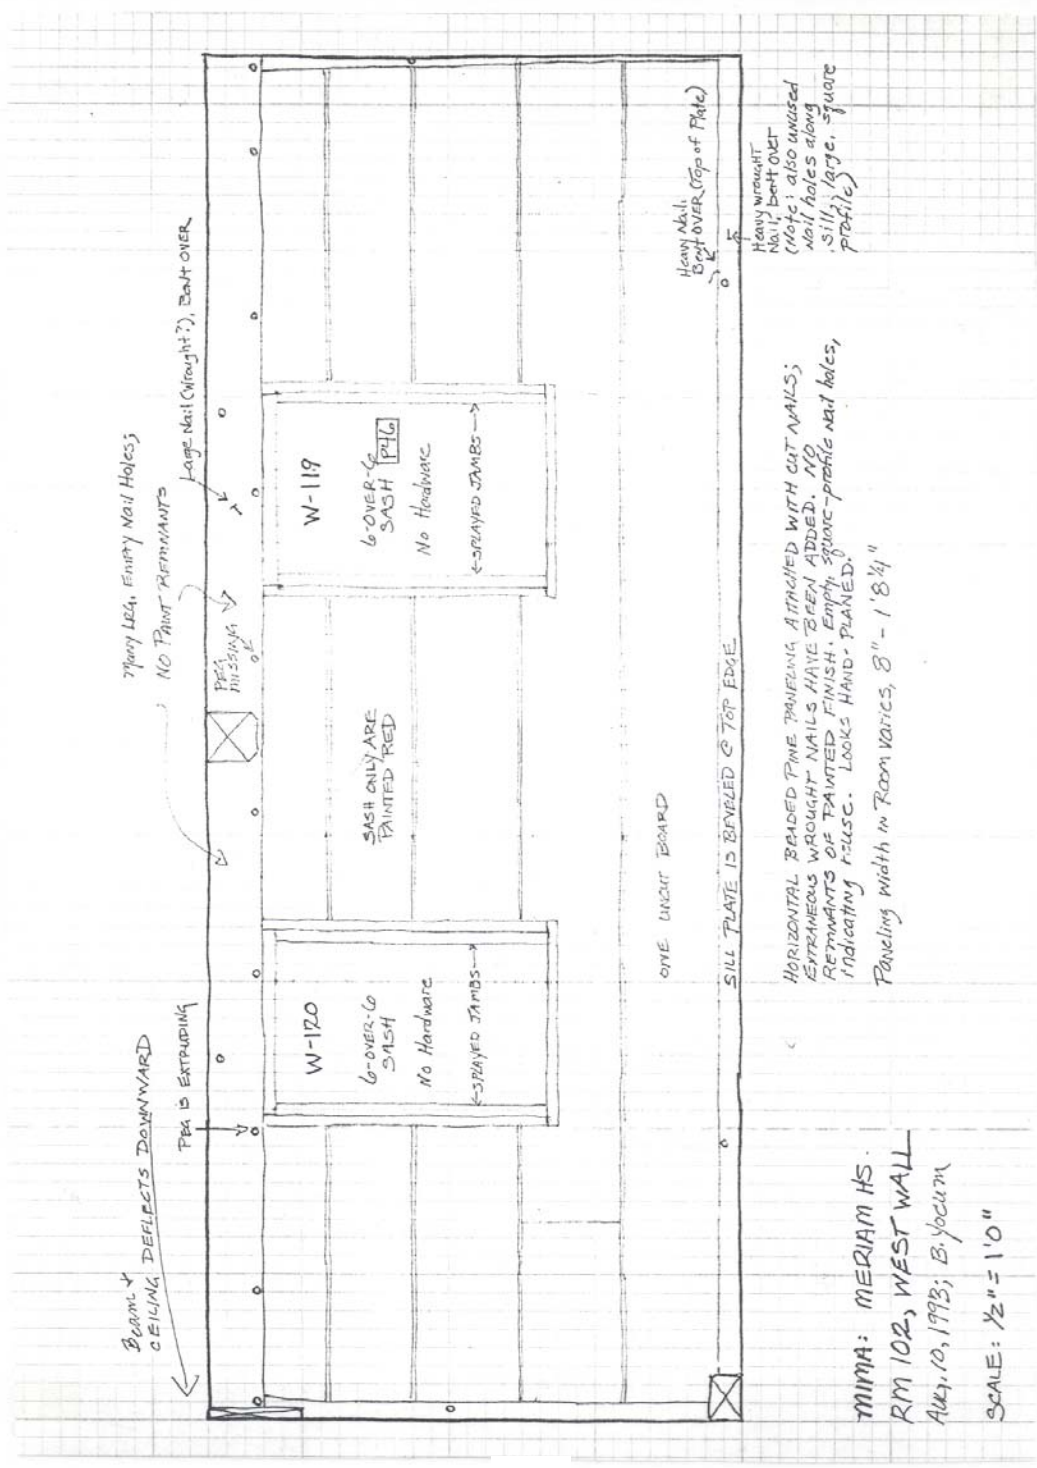 Beam +
CEILING DEFLECTS DOWNWARD
PEG IS EXTRUDING
Many LRG. EMPTY Nail Holes;
NO PAINT REMNANTS
PEG
MISSING
Large Nail (Wrought?), BENT OVER
W-120
6-OVER-6
SASH
No Hardware
←SPLAYED JAMBS→
SASH ONLY ARE
PAINTED RED
W-119
6-OVER-6
SASH
P46
No Hardware
←SPLAYED JAMBS→
ONE UNCUT BOARD
SILL PLATE IS BEVELED @ TOP EDGE
Heavy Nail
Bent OVER (Top of Plate)
Heavy wrought
Nail, bent over
(Note: also unused
Nail holes along
sill; large, square
profile)
HORIZONTAL BEADED PINE PANELING ATTACHED WITH CUT NAILS;
EXTRANEOUS WROUGHT NAILS HAVE BEEN ADDED. NO
REMNANTS OF PAINTED FINISH. Empty, square-profile nail holes,
indicating reuse. LOOKS HAND-PLANED.
Paneling width in Room varies, 8" - 1'8¼"
MIMA: MERIAM HS.
RM 102, WEST WALL
Aug. 10, 1993; B. Yocum
SCALE: ½" = 1'0"